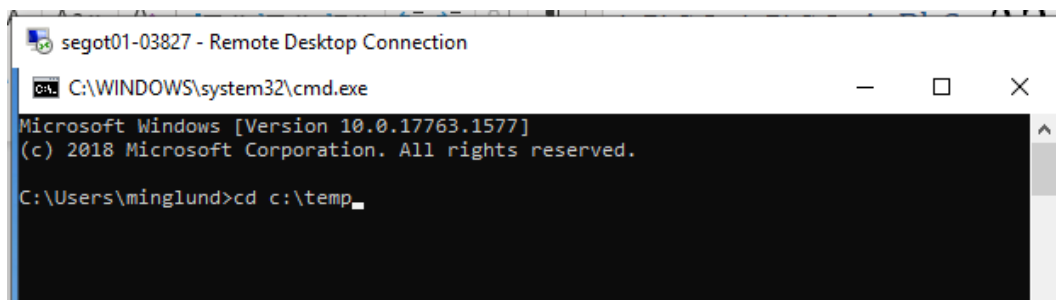 segot01-03827 - Remote Desktop Connection
C:\WINDOWS\system32\cmd.exe
Microsoft Windows [Version 10.0.17763.1577]
(c) 2018 Microsoft Corporation. All rights reserved.
C:\Users\minglund>cd c:\temp